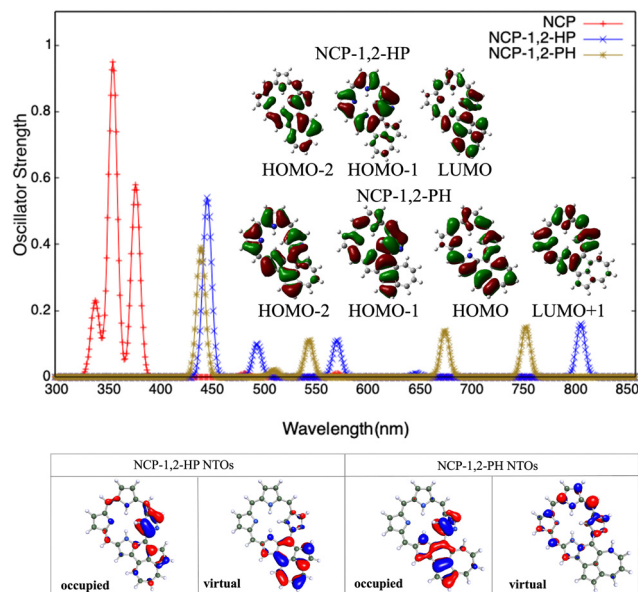 NCP
NCP-1,2-HP
NCP-1,2-PH
NCP-1,2-HP
HOMO-2 HOMO-1 LUMO
NCP-1,2-PH
HOMO-2 HOMO-1 HOMO LUMO+1
Oscillator Strength
1
0.8
0.6
0.4
0.2
0
300 350 400 450 500 550 600 650 700 750 800 850
Wavelength(nm)
NCP-1,2-HP NTOs NCP-1,2-PH NTOs
occupied virtual occupied virtual